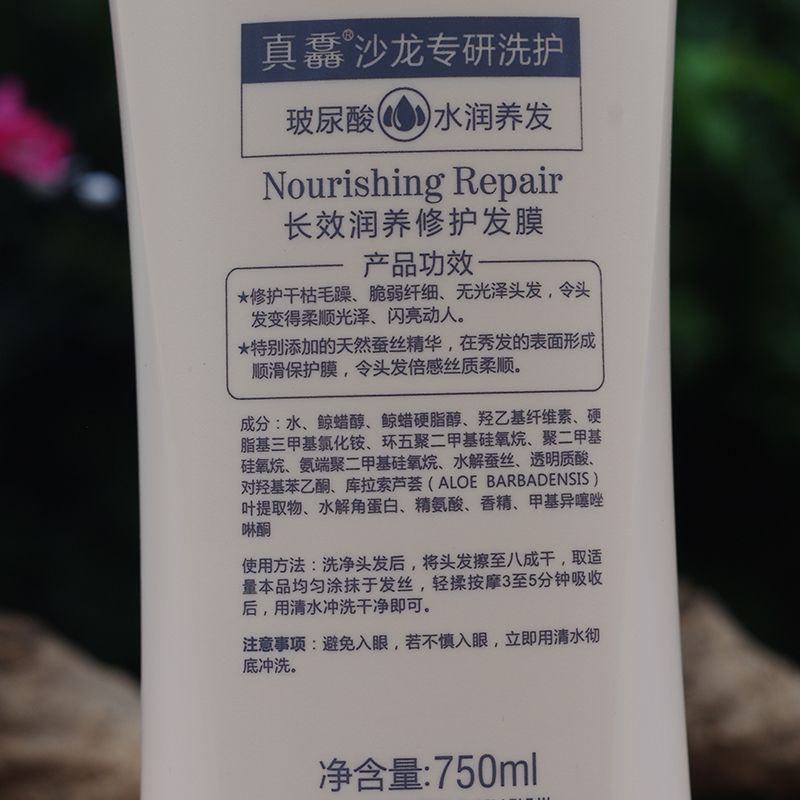 真馫®沙龙专研洗护
玻尿酸 水润养发
Nourishing Repair
长效润养修护发膜
产品功效
★修护干枯毛躁、脆弱纤细、无光泽头发，令头
发变得柔顺光泽、闪亮动人。
★特别添加的天然蚕丝精华，在秀发的表面形成
顺滑保护膜，令头发倍感丝质柔顺。
成分：水、鲸蜡醇、鲸蜡硬脂醇、羟乙基纤维素、硬
脂基三甲基氯化铵、环五聚二甲基硅氧烷、聚二甲基
硅氧烷、氨端聚二甲基硅氧烷、水解蚕丝、透明质酸、
对羟基苯乙酮、库拉索芦荟（ALOE BARBADENSIS）
叶提取物、水解角蛋白、精氨酸、香精、甲基异噻唑
啉酮
使用方法：洗净头发后，将头发擦至八成干，取适
量本品均匀涂抹于发丝，轻揉按摩3至5分钟吸收
后，用清水冲洗干净即可。
注意事项：避免入眼，若不慎入眼，立即用清水彻
底冲洗。
净含量:750ml